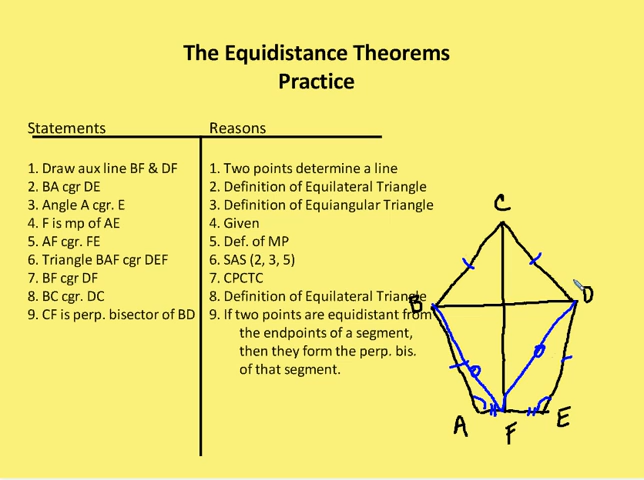 The Equidistance Theorems
Practice
Statements
Reasons
1. Draw aux line BF & DF
1. Two points determine a line
2. BA cgr DE
2. Definition of Equilateral Triangle
3. Angle A cgr. E
3. Definition of Equiangular Triangle
4. F is mp of AE
4. Given
5. AF cgr. FE
5. Def. of MP
6. Triangle BAF cgr DEF
6. SAS (2, 3, 5)
7. BF cgr DF
7. CPCTC
8. BC cgr. DC
8. Definition of Equilateral Triangle
9. CF is perp. bisector of BD
9. If two points are equidistant from
the endpoints of a segment,
then they form the perp. bis.
of that segment.
C
B
D
A
F
E